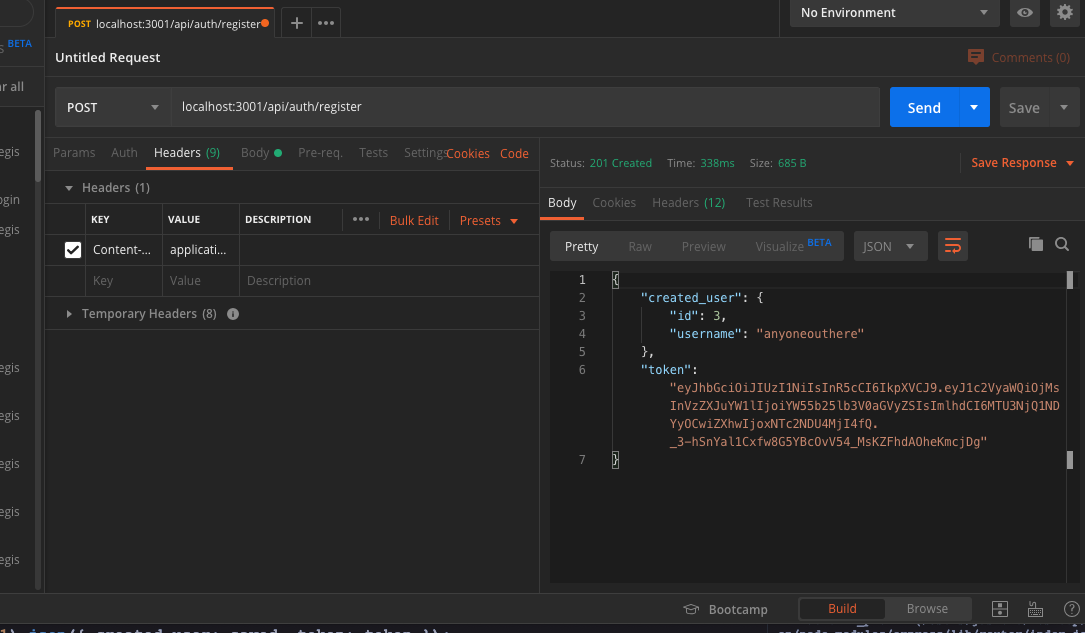 POST localhost:3001/api/auth/register
No Environment
BETA
Untitled Request
Comments (0)
r all
POST
localhost:3001/api/auth/register
Send
Save
egis
ogin
egis
egis
egis
egis
egis
egis
Params Auth Headers (9) Body Pre-req. Tests Settings Cookies Code
Headers (1)
KEY VALUE DESCRIPTION ••• Bulk Edit Presets
Content-... applicati...
Key Value Description
Temporary Headers (8)
Status: 201 Created Time: 338ms Size: 685 B Save Response
Body Cookies Headers (12) Test Results
Pretty Raw Preview Visualize BETA JSON
1 {
2 "created_user": {
3 "id": 3,
4 "username": "anyoneouthere"
5 },
6 "token":
"eyJhbGciOiJIUzI1NiIsInR5cCI6IkpXVCJ9.eyJ1c2VyaWQiOjMs
InVzZXJuYW1lIjoiYW55b25lb3V0aGVyZSIsImlhdCI6MTU3NjQ1ND
YyOCwiZXhwIjoxNTc2NDU4MjI4fQ.
_3-hSnYal1Cxfw8G5YBcOvV54_MsKZFhdAOheKmcjDg"
7 }
Bootcamp Build Browse